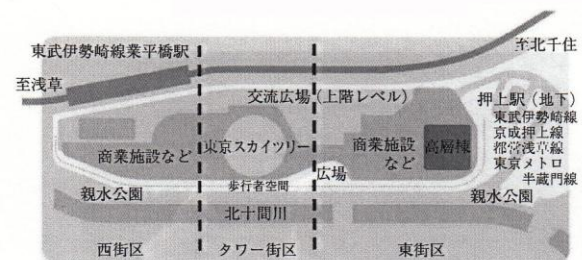 東武伊勢崎線業平橋駅
至北千住
至浅草
交流広場(上階レベル)
押上駅(地下)
東武伊勢崎線
京成押上線
都営浅草線
東京メトロ
半蔵門線
商業施設など
東京スカイツリー
商業施設
など
高層棟
広場
親水公園
歩行者空間
親水公園
北十間川
西街区
タワー街区
東街区